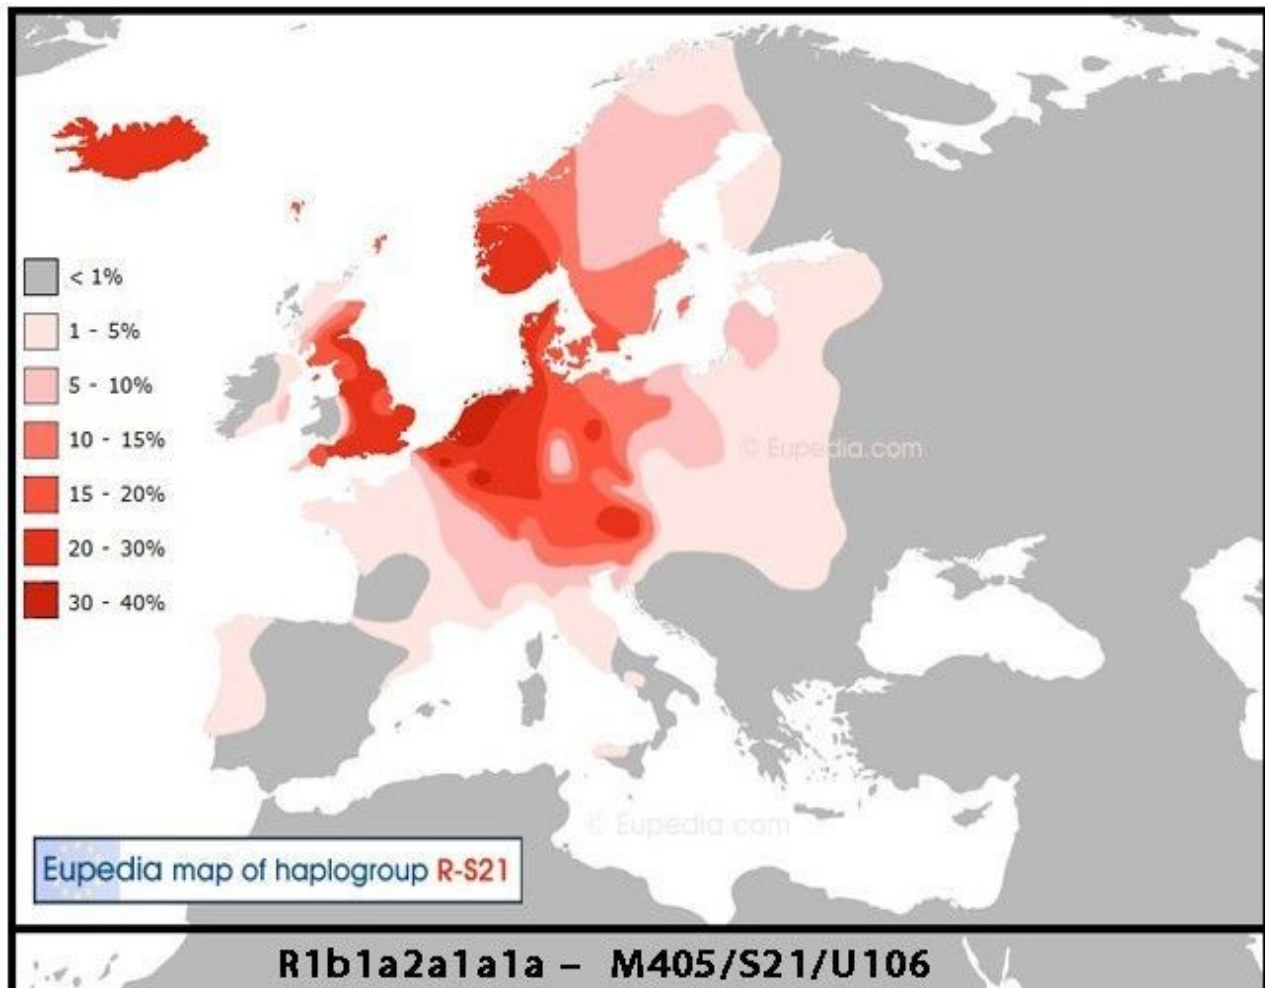 < 1%
1 - 5%
5 - 10%
10 - 15%
15 - 20%
20 - 30%
30 - 40%
© Eupedia.com
© Eupedia.com
Eupedia map of haplogroup R-S21
R1b1a2a1a1a – M405/S21/U106